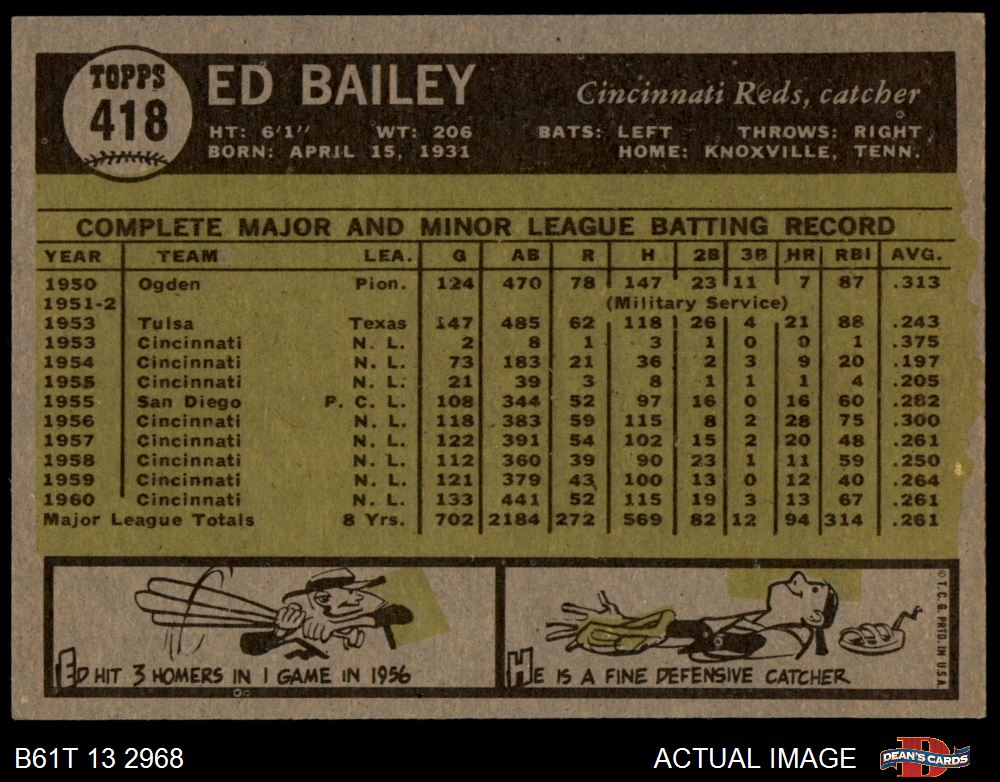 TOPPS
418
ED BAILEY
Cincinnati Reds, catcher
HT: 6'1" WT: 206 BATS: LEFT THROWS: RIGHT
BORN: APRIL 15, 1931 HOME: KNOXVILLE, TENN.
COMPLETE MAJOR AND MINOR LEAGUE BATTING RECORD
YEAR TEAM LEA. G AB R H 2B 3B HR RBI AVG.
1950 Ogden Pion. 124 470 78 147 23 11 7 87 .313
1951-2 (Military Service)
1953 Tulsa Texas 147 485 62 118 26 4 21 88 .243
1953 Cincinnati N. L. 2 8 1 3 1 0 0 1 .375
1954 Cincinnati N. L. 73 183 21 36 2 3 9 20 .197
1955 Cincinnati N. L. 21 39 3 8 1 1 1 4 .205
1955 San Diego P. C. L. 108 344 52 97 16 0 16 60 .282
1956 Cincinnati N. L. 118 383 59 115 8 2 28 75 .300
1957 Cincinnati N. L. 122 391 54 102 15 2 20 48 .261
1958 Cincinnati N. L. 112 360 39 90 23 1 11 59 .250
1959 Cincinnati N. L. 121 379 43 100 13 0 12 40 .264
1960 Cincinnati N. L. 133 441 52 115 19 3 13 67 .261
Major League Totals 8 Yrs. 702 2184 272 569 82 12 94 314 .261
ED HIT 3 HOMERS IN 1 GAME IN 1956
HE IS A FINE DEFENSIVE CATCHER
© T. C. G. PRTD. IN U.S.A.
B61T 13 2968
ACTUAL IMAGE
DEAN'S CARDS